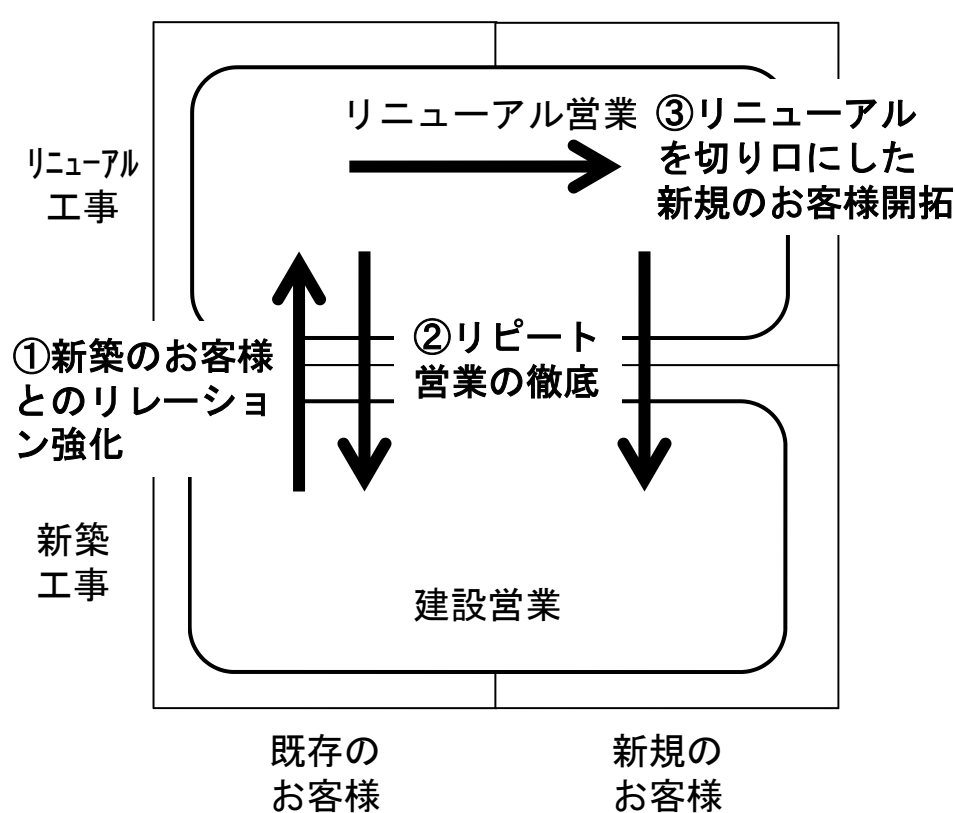 リニューアル営業
③リニューアル
を切り口にした
新規のお客様開拓
ﾘﾆｭｰｱﾙ
工事
①新築のお客様
とのリレーショ
ン強化
②リピート
営業の徹底
新築
工事
建設営業
既存の
お客様
新規の
お客様